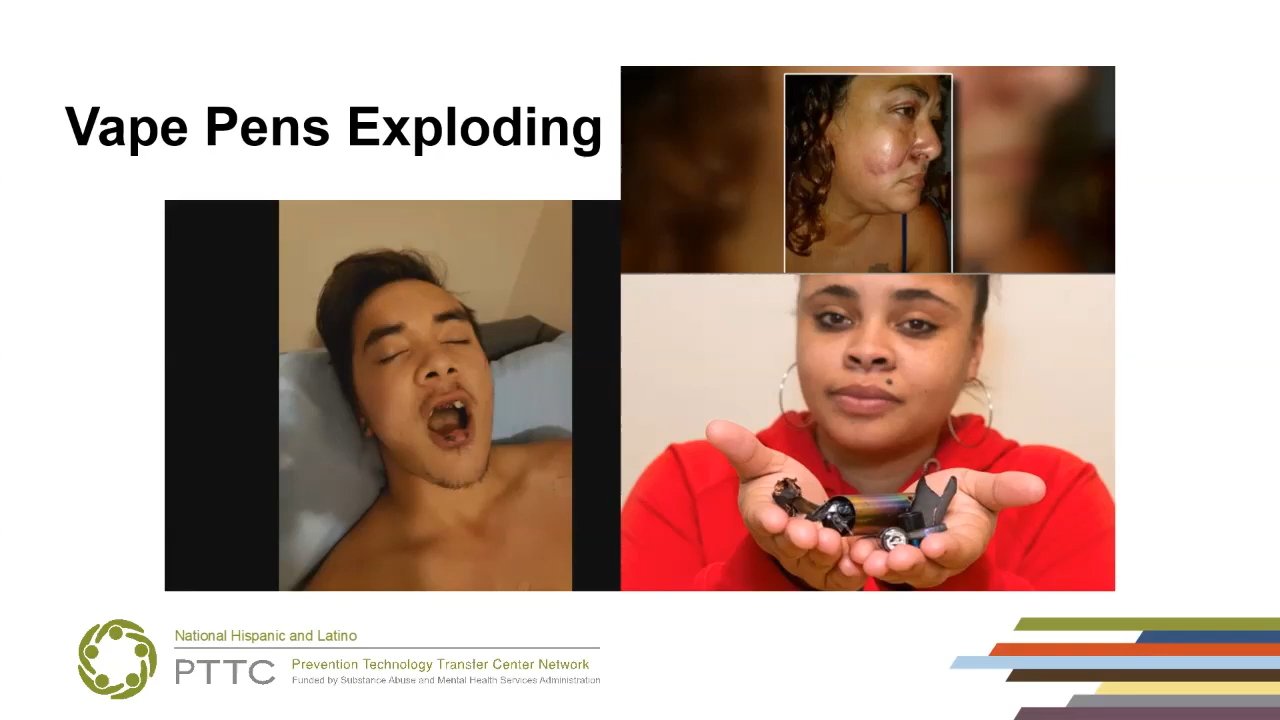 Vape Pens Exploding
National Hispanic and Latino
PTTC
Prevention Technology Transfer Center Network
Funded by Substance Abuse and Mental Health Services Administration